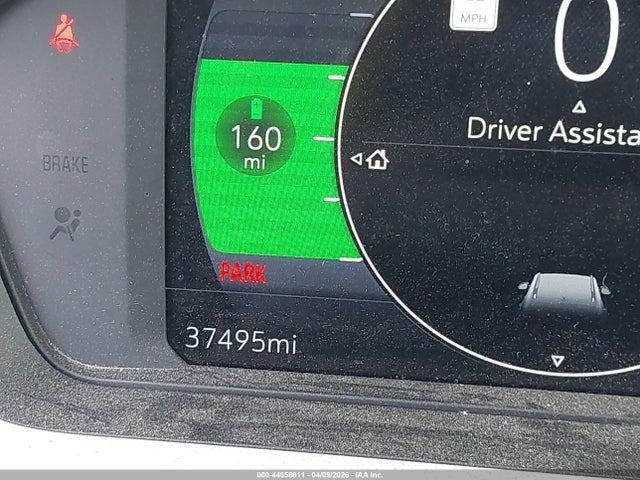 MPH
0
160
mi
Driver Assista
BRAKE
PARK
37495mi
000-44658811 - 04/09/2026 - IAA Inc.